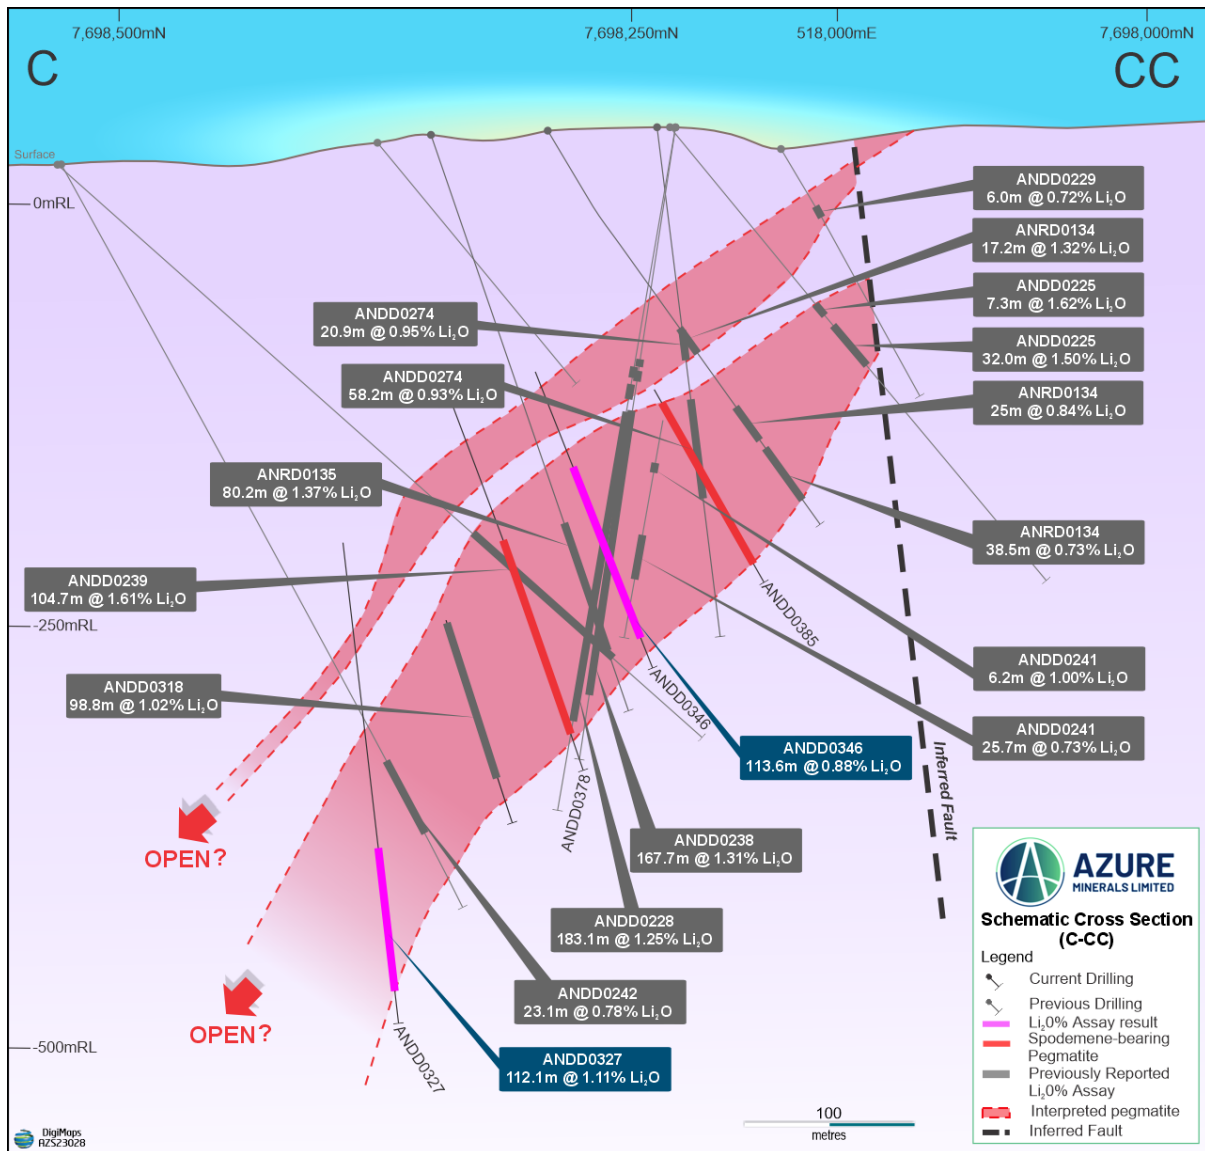 7,698,500mN
7,698,250mN
518,000mE
7,698,000mN
C
CC
Surface
0mRL
-250mRL
-500mRL
ANDD0229
6.0m @ 0.72% Li₂O
ANRD0134
17.2m @ 1.32% Li₂O
ANDD0225
7.3m @ 1.62% Li₂O
ANDD0225
32.0m @ 1.50% Li₂O
ANRD0134
25m @ 0.84% Li₂O
ANDD0274
20.9m @ 0.95% Li₂O
ANDD0274
58.2m @ 0.93% Li₂O
ANRD0135
80.2m @ 1.37% Li₂O
ANRD0134
38.5m @ 0.73% Li₂O
ANDD0239
104.7m @ 1.61% Li₂O
ANDD0385
ANDD0241
6.2m @ 1.00% Li₂O
ANDD0318
98.8m @ 1.02% Li₂O
ANDD0346
ANDD0241
25.7m @ 0.73% Li₂O
ANDD0346
113.6m @ 0.88% Li₂O
Inferred Fault
ANDD0378
OPEN?
ANDD0238
167.7m @ 1.31% Li₂O
ANDD0228
183.1m @ 1.25% Li₂O
ANDD0242
23.1m @ 0.78% Li₂O
OPEN?
ANDD0327
112.1m @ 1.11% Li₂O
ANDD0327
AZURE
MINERALS LIMITED
Schematic Cross Section
(C-CC)
Legend
Current Drilling
Previous Drilling
Li₂0% Assay result
Spodemene-bearing
Pegmatite
Previously Reported
Li₂0% Assay
Interpreted pegmatite
Inferred Fault
100
metres
DigiMaps
AZS23028